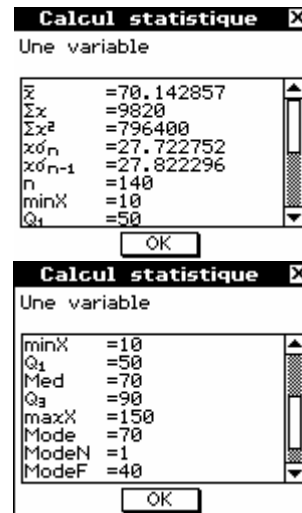 Calcul statistique
Une variable
x̄ =70.142857
Σx =9820
Σx² =796400
xσn =27.722752
xσn-1 =27.822296
n =140
minX =10
Q1 =50
OK
Calcul statistique
Une variable
minX =10
Q1 =50
Med =70
Q3 =90
maxX =150
Mode =70
ModeN =1
ModeF =40
OK